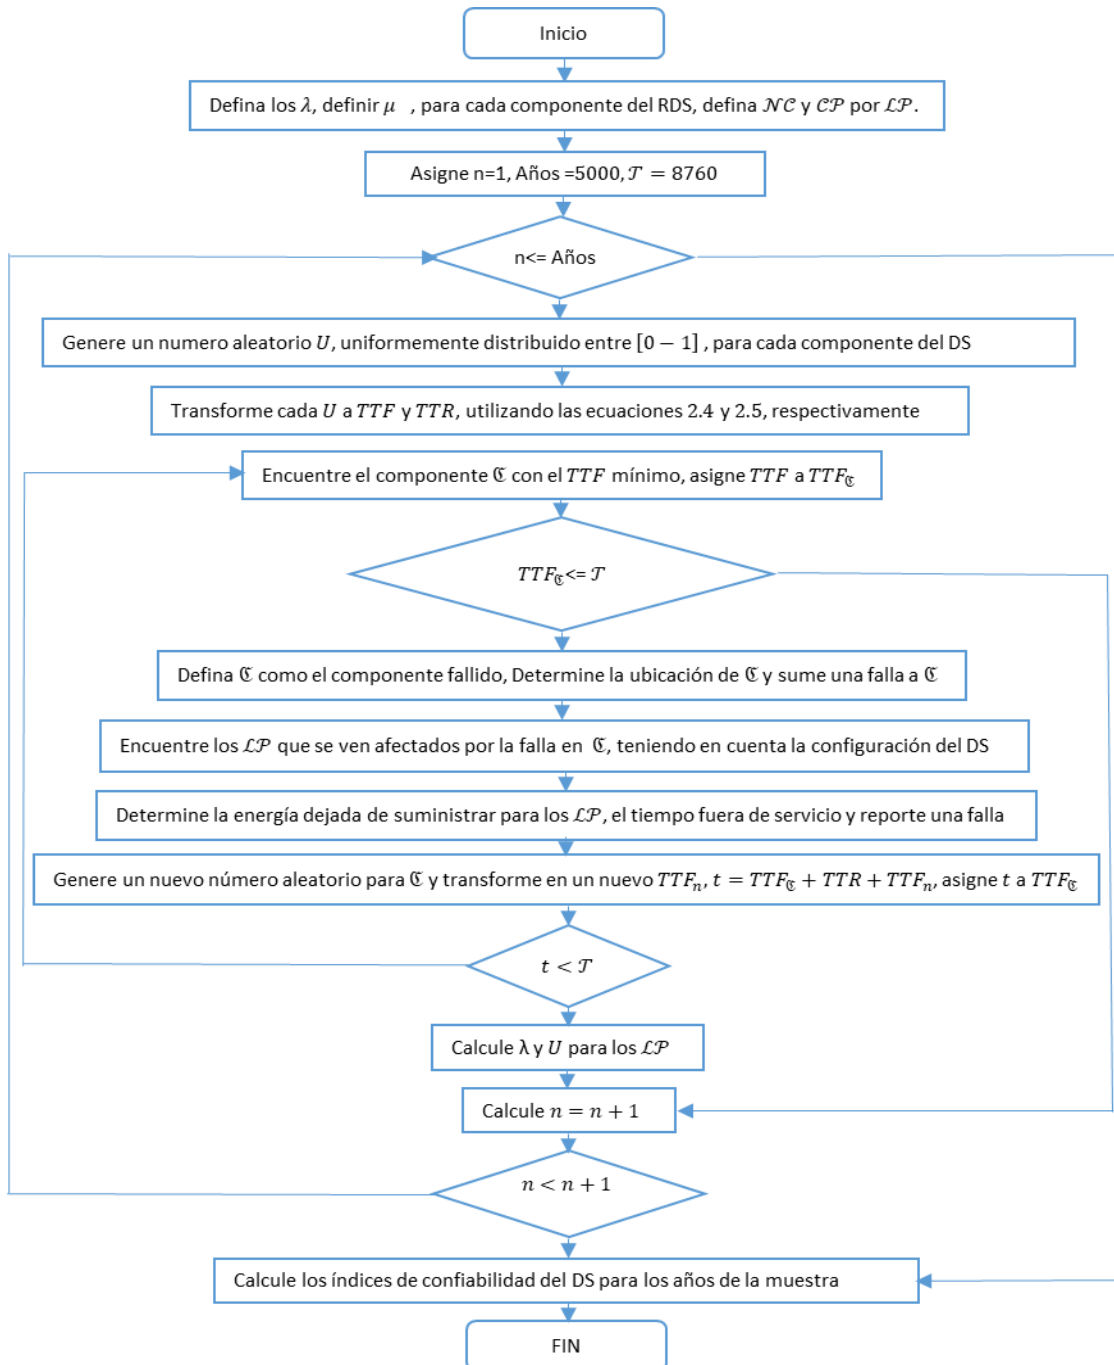 Inicio
Defina los λ, definir μ , para cada componente del RDS, defina 𝒩𝒞 y 𝒞𝒫 por ℒ𝒫.
Asigne n=1, Años =5000, 𝒯 = 8760
n<= Años
Genere un numero aleatorio U, uniformemente distribuido entre [0 − 1] , para cada componente del DS
Transforme cada U a TTF y TTR, utilizando las ecuaciones 2.4 y 2.5, respectivamente
Encuentre el componente ℭ con el TTF mínimo, asigne TTF a TTF_ℭ
TTF_ℭ<= 𝒯
Defina ℭ como el componente fallido, Determine la ubicación de ℭ y sume una falla a ℭ
Encuentre los ℒ𝒫 que se ven afectados por la falla en ℭ, teniendo en cuenta la configuración del DS
Determine la energía dejada de suministrar para los ℒ𝒫, el tiempo fuera de servicio y reporte una falla
Genere un nuevo número aleatorio para ℭ y transforme en un nuevo TTF_n, t = TTF_ℭ + TTR + TTF_n, asigne t a TTF_ℭ
t < 𝒯
Calcule λ y U para los ℒ𝒫
Calcule n = n + 1
n < n + 1
Calcule los índices de confiabilidad del DS para los años de la muestra
FIN